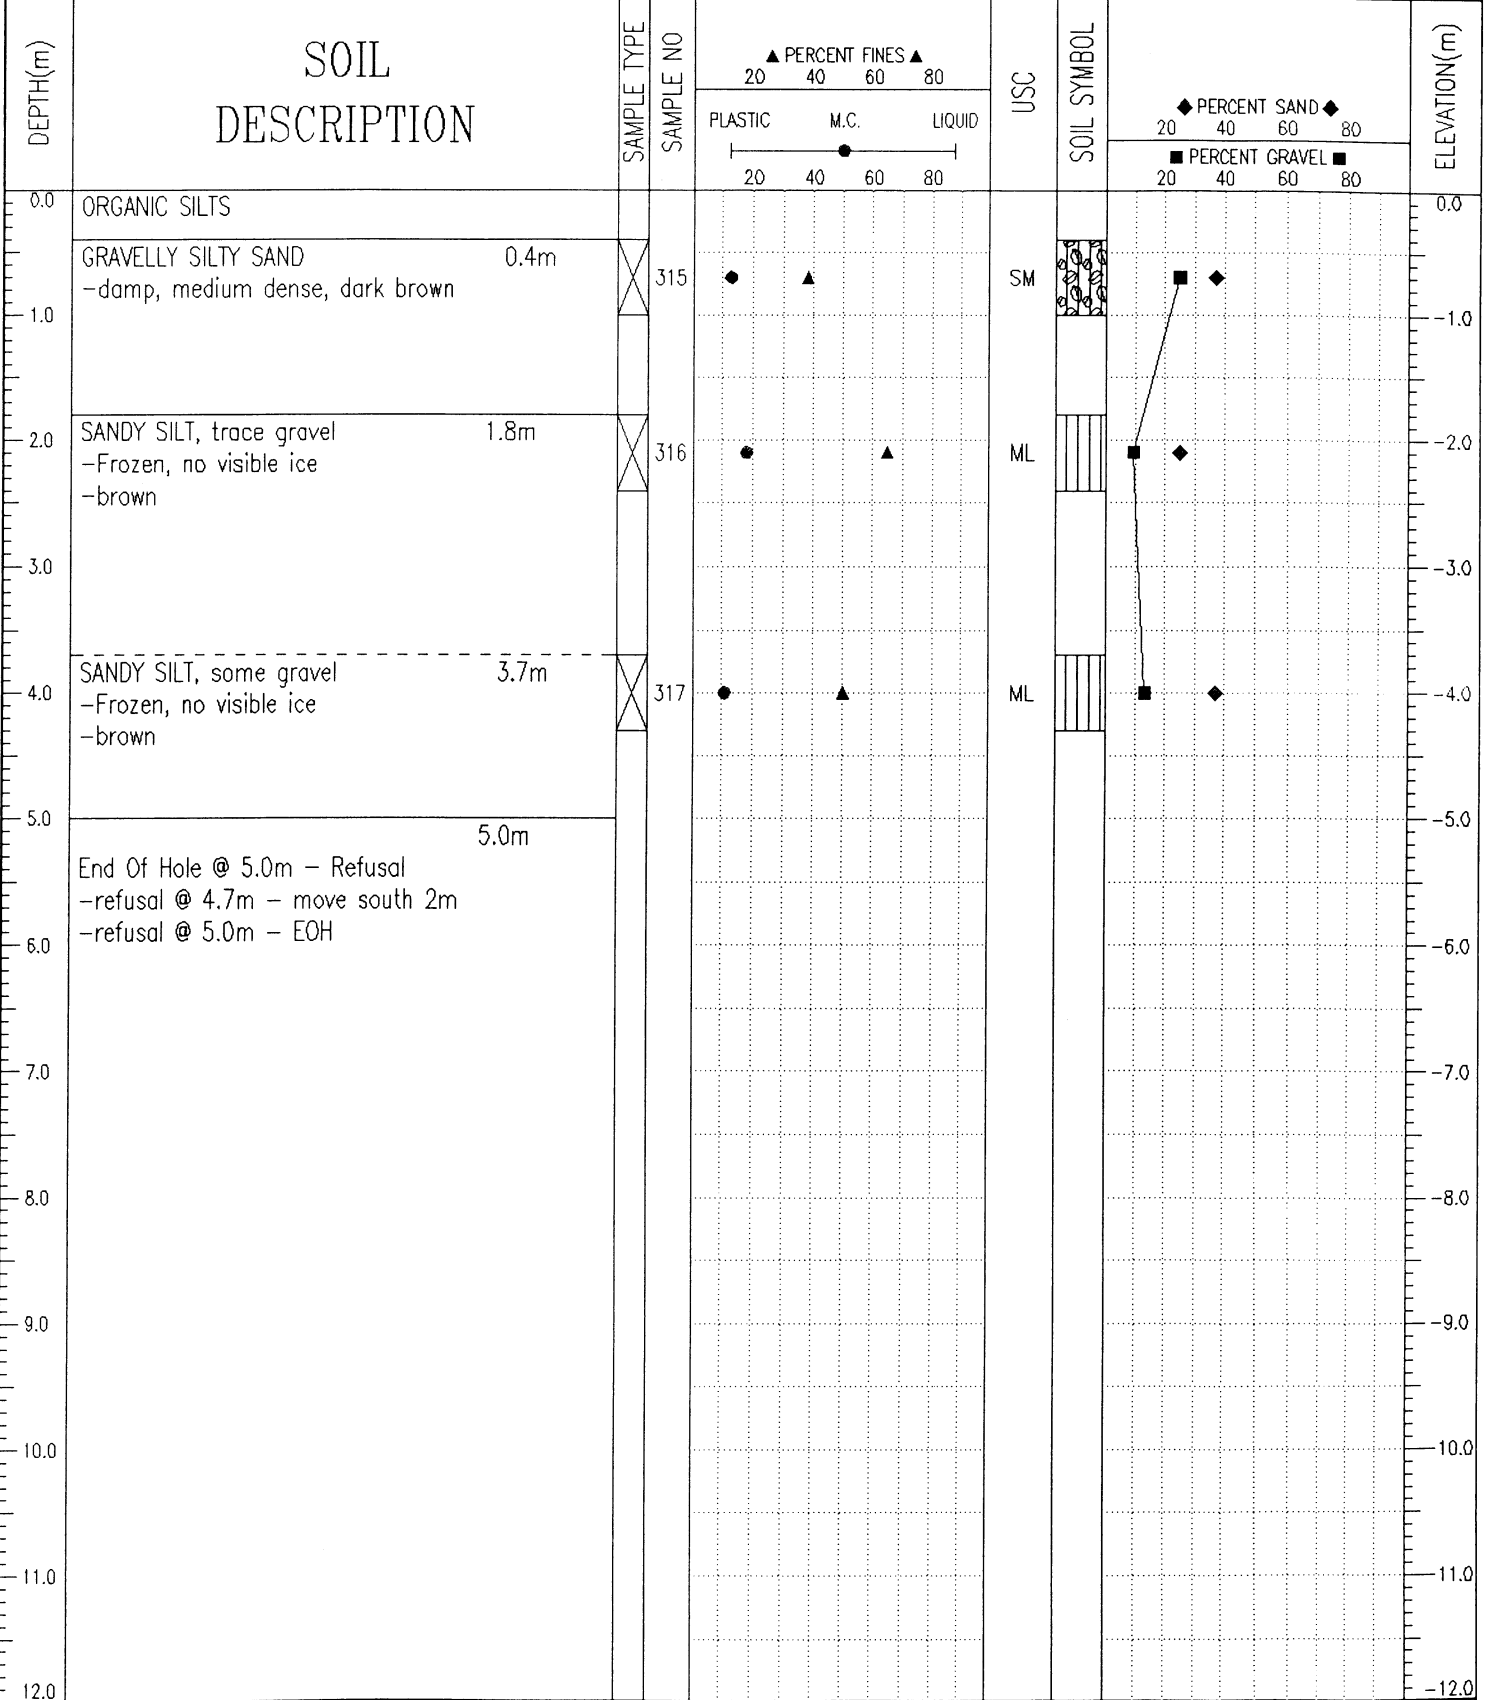 DEPTH(m)
SOIL
DESCRIPTION
SAMPLE TYPE
SAMPLE NO
▲ PERCENT FINES ▲
20 40 60 80
PLASTIC M.C. LIQUID
20 40 60 80
USC
SOIL SYMBOL
◆ PERCENT SAND ◆
20 40 60 80
■ PERCENT GRAVEL ■
20 40 60 80
ELEVATION(m)
0.0 ORGANIC SILTS 0.0
GRAVELLY SILTY SAND 0.4m
-damp, medium dense, dark brown
315 SM
1.0 -1.0
SANDY SILT, trace gravel 1.8m
2.0 -2.0
-Frozen, no visible ice
316 ML
-brown
3.0 -3.0
SANDY SILT, some gravel 3.7m
4.0 317 ML -4.0
-Frozen, no visible ice
-brown
5.0 -5.0
5.0m
End Of Hole @ 5.0m - Refusal
-refusal @ 4.7m - move south 2m
-refusal @ 5.0m - EOH
6.0 -6.0
7.0 -7.0
8.0 -8.0
9.0 -9.0
10.0 -10.0
11.0 -11.0
12.0 -12.0